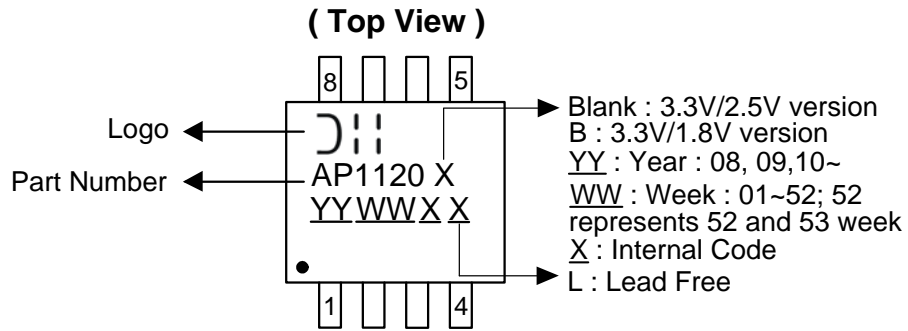 ( Top View )
8 5
Logo
Part Number
AP1120 X
YY WW X X
1 4
Blank : 3.3V/2.5V version
B : 3.3V/1.8V version
YY : Year : 08, 09,10~
WW : Week : 01~52; 52
represents 52 and 53 week
X : Internal Code
L : Lead Free